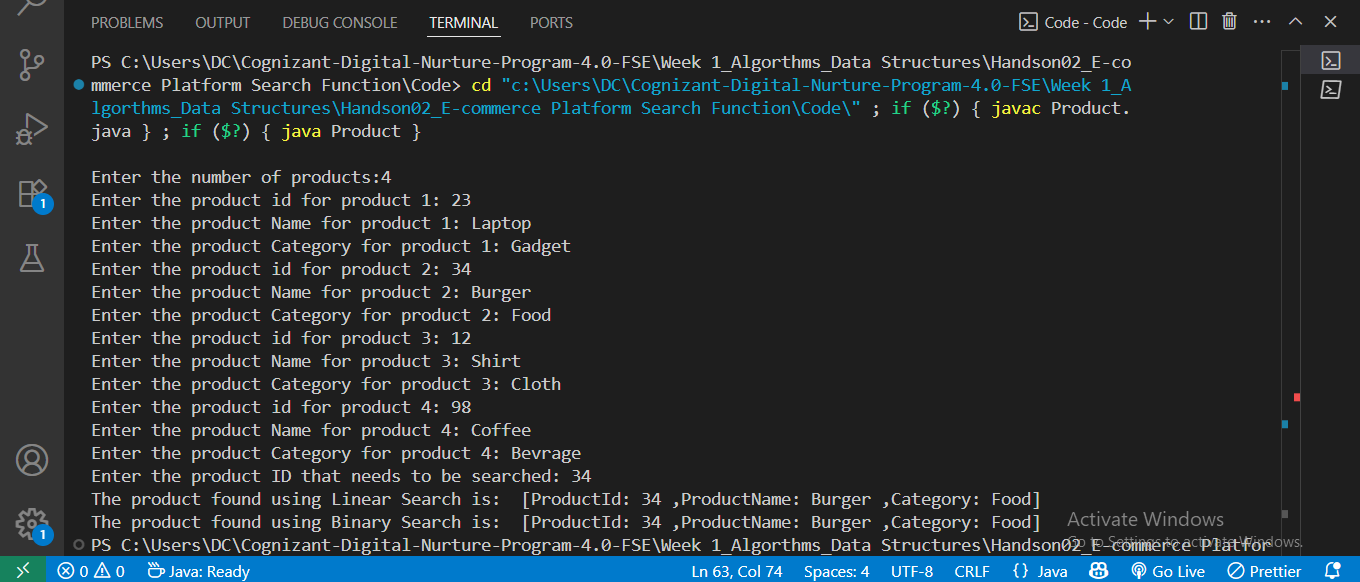 PROBLEMS OUTPUT DEBUG CONSOLE TERMINAL PORTS Code - Code
PS C:\Users\DC\Cognizant-Digital-Nurture-Program-4.0-FSE\Week 1_Algorthms_Data Structures\Handson02_E-co
mmerce Platform Search Function\Code> cd "c:\Users\DC\Cognizant-Digital-Nurture-Program-4.0-FSE\Week 1_A
lgorthms_Data Structures\Handson02_E-commerce Platform Search Function\Code\" ; if ($?) { javac Product.
java } ; if ($?) { java Product }
Enter the number of products:4
Enter the product id for product 1: 23
Enter the product Name for product 1: Laptop
Enter the product Category for product 1: Gadget
Enter the product id for product 2: 34
Enter the product Name for product 2: Burger
Enter the product Category for product 2: Food
Enter the product id for product 3: 12
Enter the product Name for product 3: Shirt
Enter the product Category for product 3: Cloth
Enter the product id for product 4: 98
Enter the product Name for product 4: Coffee
Enter the product Category for product 4: Bevrage
Enter the product ID that needs to be searched: 34
The product found using Linear Search is:  [ProductId: 34 ,ProductName: Burger ,Category: Food]
The product found using Binary Search is:  [ProductId: 34 ,ProductName: Burger ,Category: Food]
PS C:\Users\DC\Cognizant-Digital-Nurture-Program-4.0-FSE\Week 1_Algorthms_Data Structures\Handson02_E-commerce Platfor
Activate Windows
Go to Settings to activate Windows.
1
1
0 0 Java: Ready Ln 63, Col 74 Spaces: 4 UTF-8 CRLF {} Java Go Live Prettier